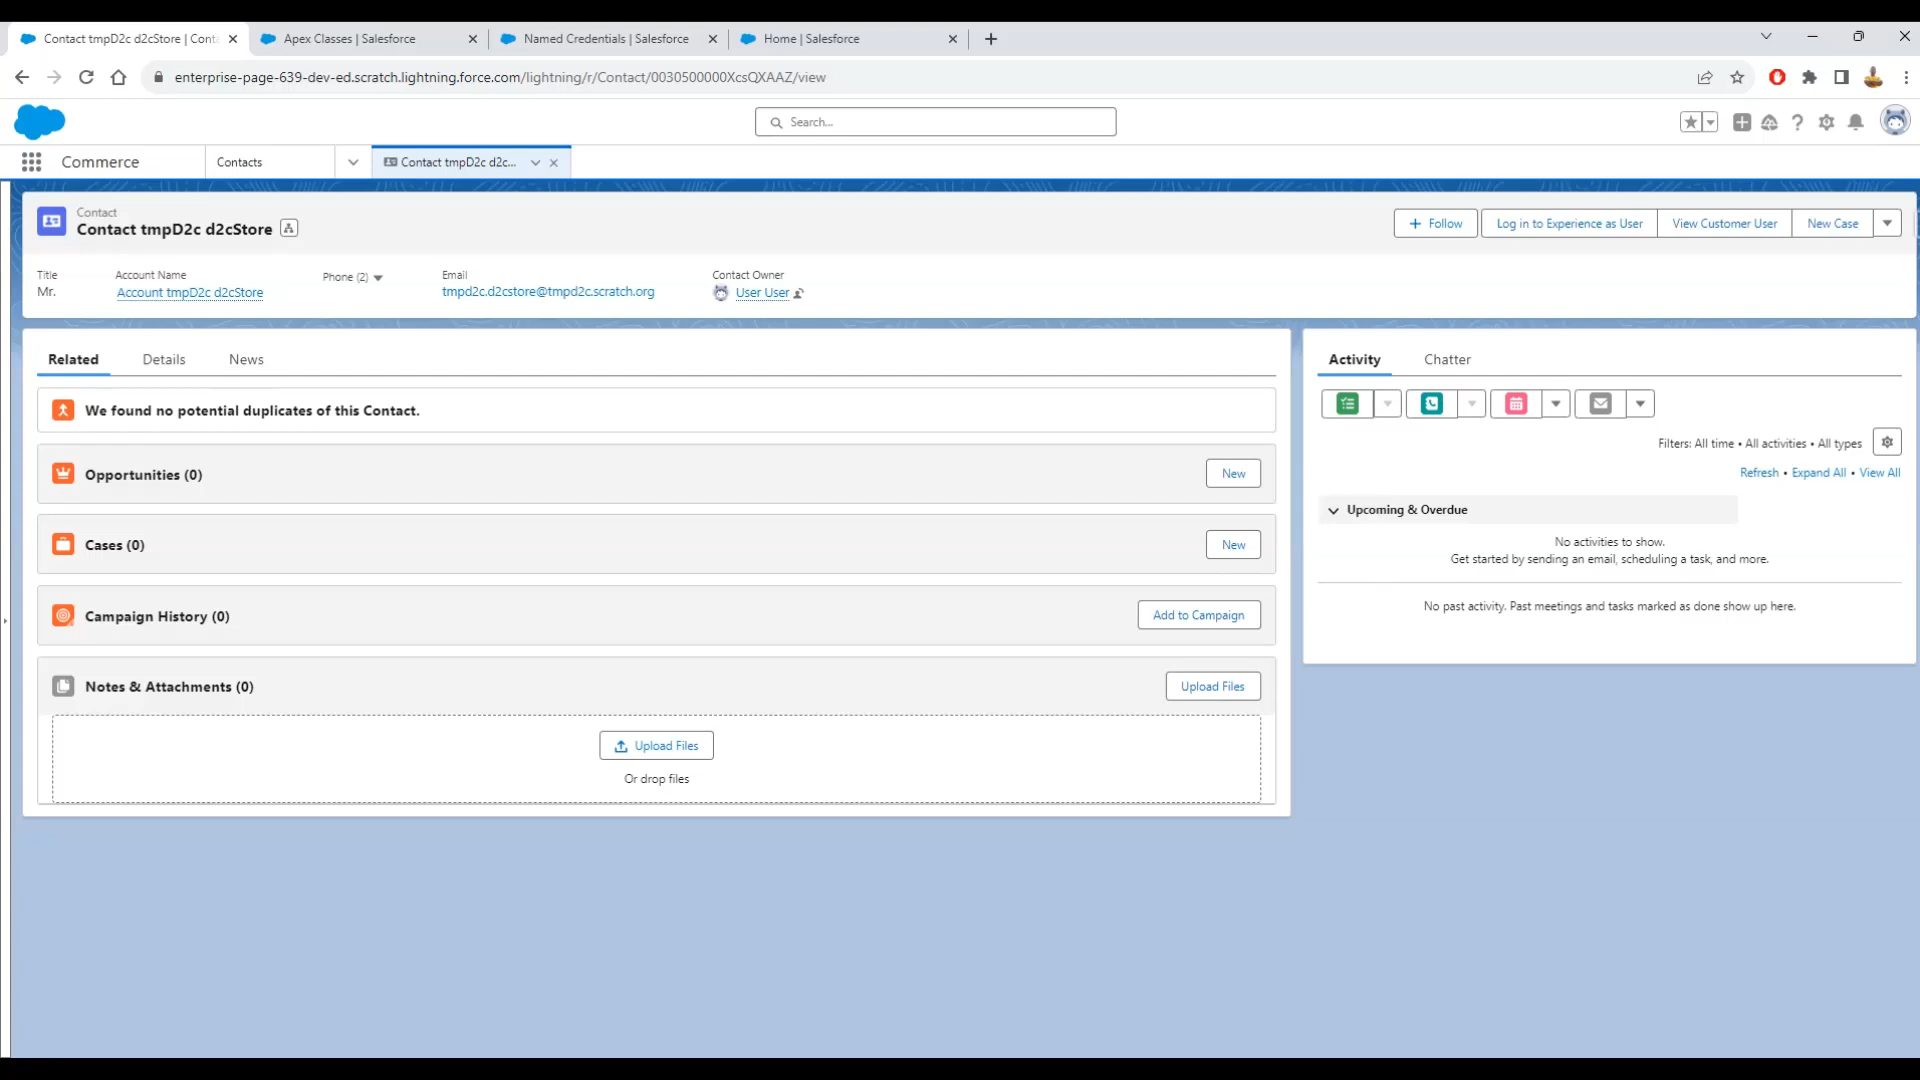 Contact tmpD2c d2cStore | Cont
Apex Classes | Salesforce
Named Credentials | Salesforce
Home | Salesforce
enterprise-page-639-dev-ed.scratch.lightning.force.com/lightning/r/Contact/0030500000XcsQXAAZ/view
Search...
Commerce
Contacts
Contact tmpD2c d2c...
Contact
Contact tmpD2c d2cStore
Follow
Log in to Experience as User
View Customer User
New Case
Title
Mr.
Account Name
Account tmpD2c d2cStore
Phone (2)
Email
tmpd2c.d2cstore@tmpd2c.scratch.org
Contact Owner
User User
Related
Details
News
We found no potential duplicates of this Contact.
Opportunities (0)
New
Cases (0)
New
Campaign History (0)
Add to Campaign
Notes & Attachments (0)
Upload Files
Upload Files
Or drop files
Activity
Chatter
Filters: All time • All activities • All types
Refresh • Expand All • View All
Upcoming & Overdue
No activities to show.
Get started by sending an email, scheduling a task, and more.
No past activity. Past meetings and tasks marked as done show up here.